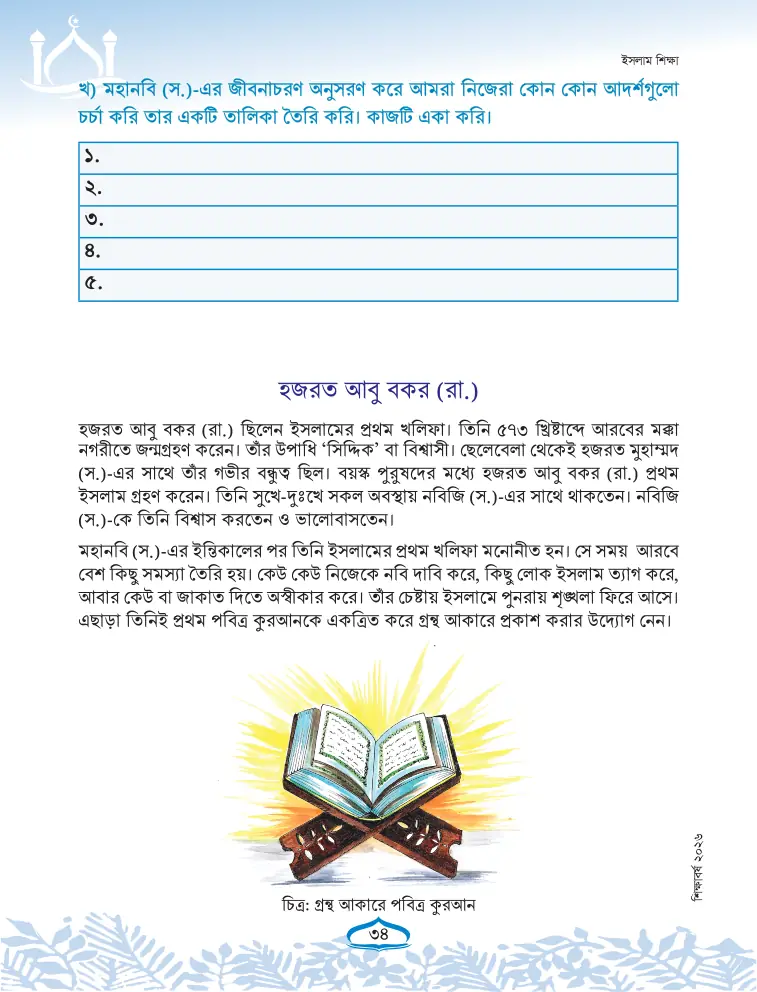 ইসলাম শিক্ষা
খ) মহানবি (স.)-এর জীবনাচরণ অনুসরণ করে আমরা নিজেরা কোন কোন আদর্শগুলো
চর্চা করি তার একটি তালিকা তৈরি করি। কাজটি একা করি।
১.
২.
৩.
৪.
৫.
হজরত আবু বকর (রা.)
হজরত আবু বকর (রা.) ছিলেন ইসলামের প্রথম খলিফা। তিনি ৫৭৩ খ্রিষ্টাব্দে আরবের মক্কা
নগরীতে জন্মগ্রহণ করেন। তাঁর উপাধি ‘সিদ্দিক’ বা বিশ্বাসী। ছেলেবেলা থেকেই হজরত মুহাম্মদ
(স.)-এর সাথে তাঁর গভীর বন্ধুত্ব ছিল। বয়স্ক পুরুষদের মধ্যে হজরত আবু বকর (রা.) প্রথম
ইসলাম গ্রহণ করেন। তিনি সুখে-দুঃখে সকল অবস্থায় নবিজি (স.)-এর সাথে থাকতেন। নবিজি
(স.)-কে তিনি বিশ্বাস করতেন ও ভালোবাসতেন।
মহানবি (স.)-এর ইন্তিকালের পর তিনি ইসলামের প্রথম খলিফা মনোনীত হন। সে সময় আরবে
বেশ কিছু সমস্যা তৈরি হয়। কেউ কেউ নিজেকে নবি দাবি করে, কিছু লোক ইসলাম ত্যাগ করে,
আবার কেউ বা জাকাত দিতে অস্বীকার করে। তাঁর চেষ্টায় ইসলামে পুনরায় শৃঙ্খলা ফিরে আসে।
এছাড়া তিনিই প্রথম পবিত্র কুরআনকে একত্রিত করে গ্রন্থ আকারে প্রকাশ করার উদ্যোগ নেন।
চিত্র: গ্রন্থ আকারে পবিত্র কুরআন
৩৪
শিক্ষাবর্ষ ২০২৬